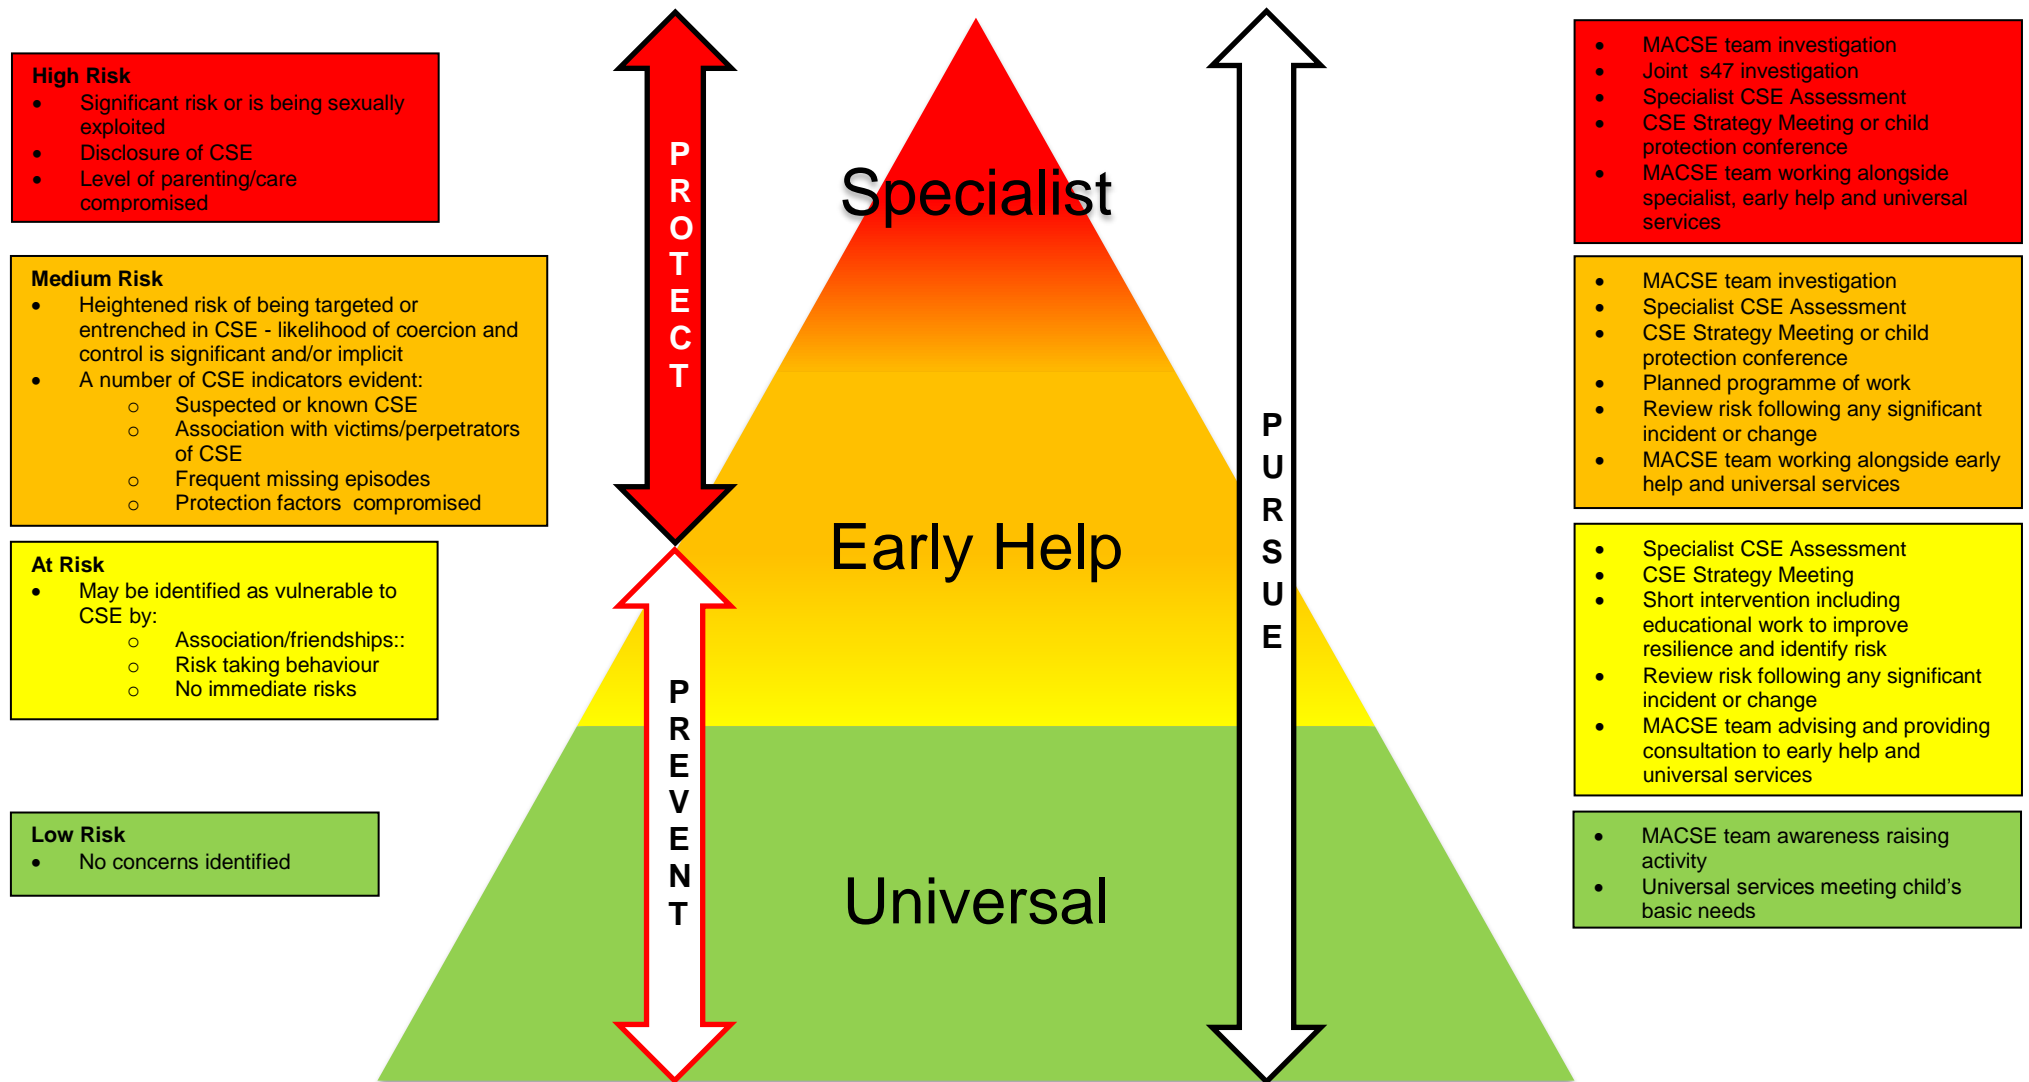 High Risk
• Significant risk or is being sexually
exploited
• Disclosure of CSE
• Level of parenting/care
compromised
Medium Risk
• Heightened risk of being targeted or
entrenched in CSE - likelihood of coercion and
control is significant and/or implicit
• A number of CSE indicators evident:
o Suspected or known CSE
o Association with victims/perpetrators
of CSE
o Frequent missing episodes
o Protection factors compromised
At Risk
• May be identified as vulnerable to
CSE by:
o Association/friendships::
o Risk taking behaviour
o No immediate risks
Low Risk
• No concerns identified
PROTECT
PREVENT
Specialist
Early Help
Universal
PURSUE
• MACSE team investigation
• Joint s47 investigation
• Specialist CSE Assessment
• CSE Strategy Meeting or child
protection conference
• MACSE team working alongside
specialist, early help and universal
services
• MACSE team investigation
• Specialist CSE Assessment
• CSE Strategy Meeting or child
protection conference
• Planned programme of work
• Review risk following any significant
incident or change
• MACSE team working alongside early
help and universal services
• Specialist CSE Assessment
• CSE Strategy Meeting
• Short intervention including
educational work to improve
resilience and identify risk
• Review risk following any significant
incident or change
• MACSE team advising and providing
consultation to early help and
universal services
• MACSE team awareness raising
activity
• Universal services meeting child’s
basic needs